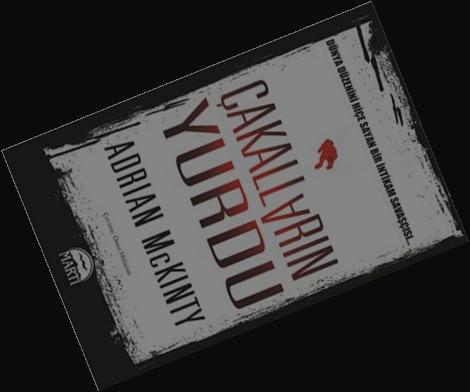 DÜNYA DÜZENİNİ HİÇE SAYAN BİR İNTİKAM SAVAŞÇISI...
ÇAKALLARIN
YURDU
ADRIAN McKINTY
MARTI